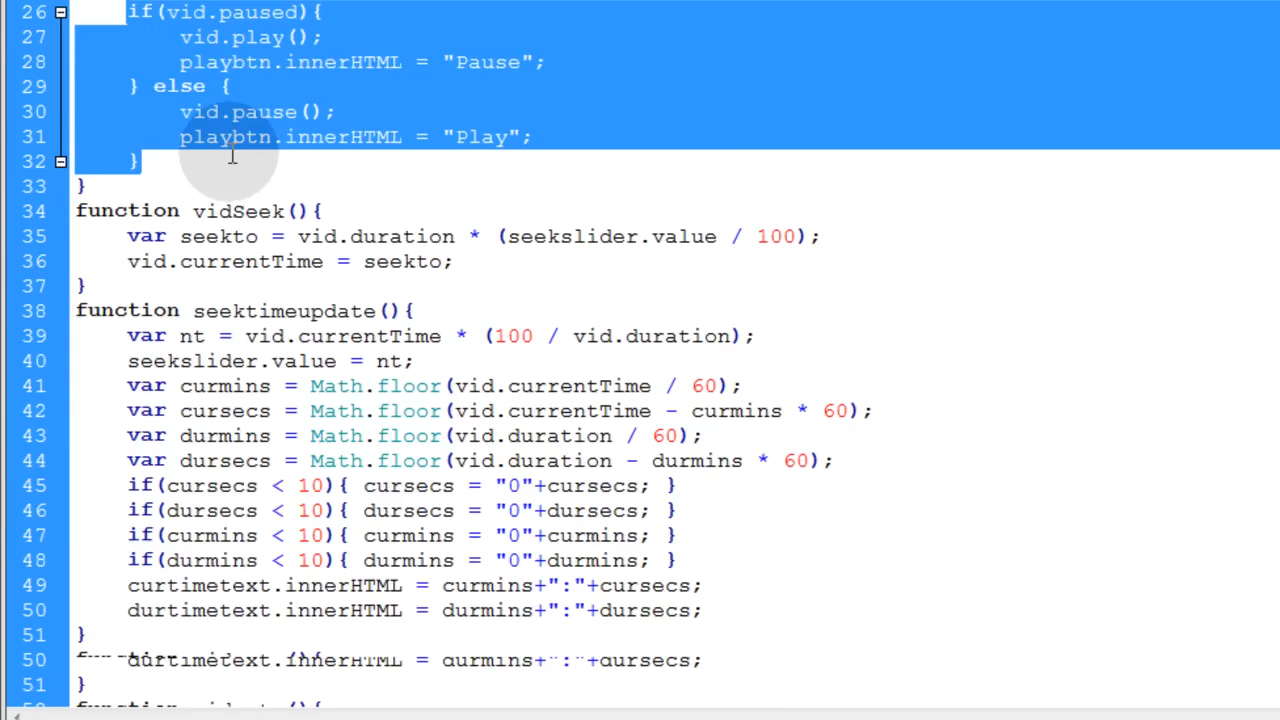 26 if(vid.paused){
27 vid.play();
28 playbtn.innerHTML = "Pause";
29 } else {
30 vid.pause();
31 playbtn.innerHTML = "Play";
32 }
33 }
34 function vidSeek(){
35 var seekto = vid.duration * (seekslider.value / 100);
36 vid.currentTime = seekto;
37 }
38 function seektimeupdate(){
39 var nt = vid.currentTime * (100 / vid.duration);
40 seekslider.value = nt;
41 var curmins = Math.floor(vid.currentTime / 60);
42 var cursecs = Math.floor(vid.currentTime - curmins * 60);
43 var durmins = Math.floor(vid.duration / 60);
44 var dursecs = Math.floor(vid.duration - durmins * 60);
45 if(cursecs < 10){ cursecs = "0"+cursecs; }
46 if(dursecs < 10){ dursecs = "0"+dursecs; }
47 if(curmins < 10){ curmins = "0"+curmins; }
48 if(durmins < 10){ durmins = "0"+durmins; }
49 curtimetext.innerHTML = curmins+":"+cursecs;
50 durtimetext.innerHTML = durmins+":"+dursecs;
51 }
50 durtimetext.innerHTML = durmins+":"+dursecs;
51 }